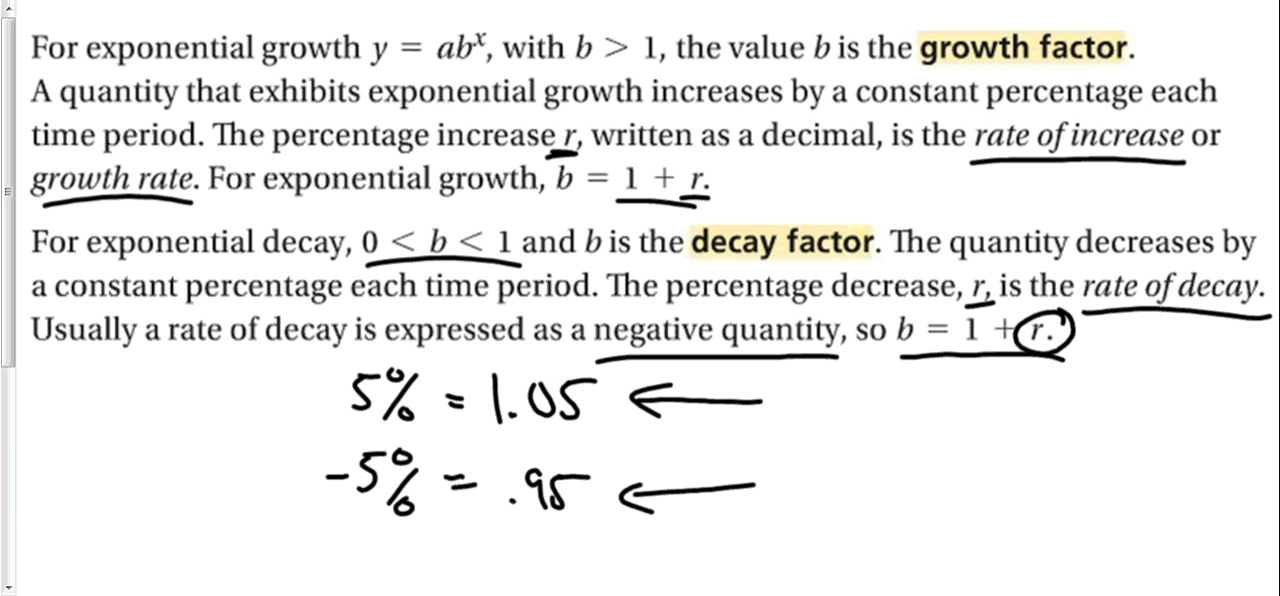 For exponential growth y = abˣ, with b > 1, the value b is the growth factor.
A quantity that exhibits exponential growth increases by a constant percentage each
time period. The percentage increase r, written as a decimal, is the rate of increase or
growth rate. For exponential growth, b = 1 + r.
For exponential decay, 0 < b < 1 and b is the decay factor. The quantity decreases by
a constant percentage each time period. The percentage decrease, r, is the rate of decay.
Usually a rate of decay is expressed as a negative quantity, so b = 1 + r.
5% = 1.05 ←
-5% = .95 ←